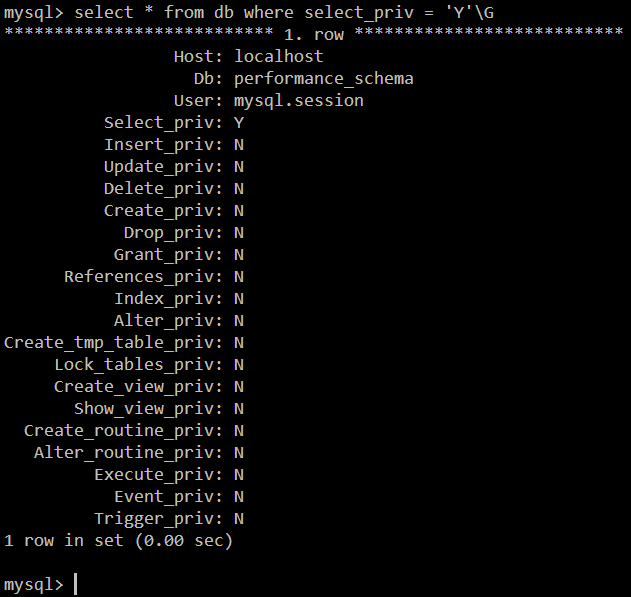 mysql> select * from db where select_priv = 'Y'\G
*************************** 1. row ***************************
Host: localhost
Db: performance_schema
User: mysql.session
Select_priv: Y
Insert_priv: N
Update_priv: N
Delete_priv: N
Create_priv: N
Drop_priv: N
Grant_priv: N
References_priv: N
Index_priv: N
Alter_priv: N
Create_tmp_table_priv: N
Lock_tables_priv: N
Create_view_priv: N
Show_view_priv: N
Create_routine_priv: N
Alter_routine_priv: N
Execute_priv: N
Event_priv: N
Trigger_priv: N
1 row in set (0.00 sec)
mysql>